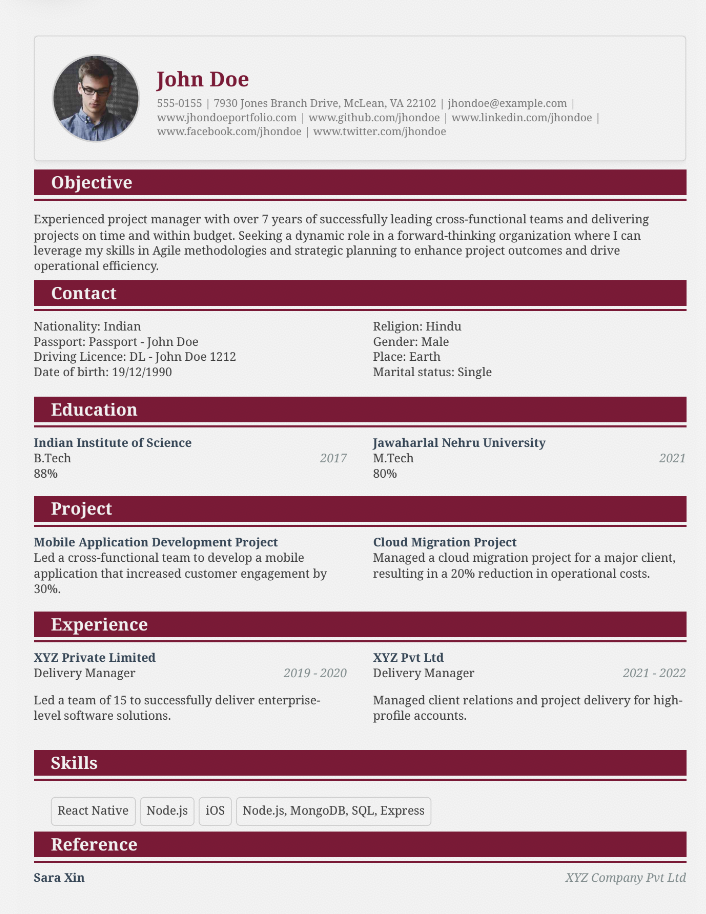 John Doe
555-0155 | 7930 Jones Branch Drive, McLean, VA 22102 | jhondoe@example.com |
www.jhondoeportfolio.com | www.github.com/jhondoe | www.linkedin.com/jhondoe |
www.facebook.com/jhondoe | www.twitter.com/jhondoe
Objective
Experienced project manager with over 7 years of successfully leading cross-functional teams and delivering
projects on time and within budget. Seeking a dynamic role in a forward-thinking organization where I can
leverage my skills in Agile methodologies and strategic planning to enhance project outcomes and drive
operational efficiency.
Contact
Nationality: Indian
Passport: Passport - John Doe
Driving Licence: DL - John Doe 1212
Date of birth: 19/12/1990
Religion: Hindu
Gender: Male
Place: Earth
Marital status: Single
Education
Indian Institute of Science
B.Tech 2017
88%
Jawaharlal Nehru University
M.Tech 2021
80%
Project
Mobile Application Development Project
Led a cross-functional team to develop a mobile
application that increased customer engagement by
30%.
Cloud Migration Project
Managed a cloud migration project for a major client,
resulting in a 20% reduction in operational costs.
Experience
XYZ Private Limited
Delivery Manager 2019 - 2020
Led a team of 15 to successfully deliver enterprise-
level software solutions.
XYZ Pvt Ltd
Delivery Manager 2021 - 2022
Managed client relations and project delivery for high-
profile accounts.
Skills
React Native Node.js iOS Node.js, MongoDB, SQL, Express
Reference
Sara Xin XYZ Company Pvt Ltd